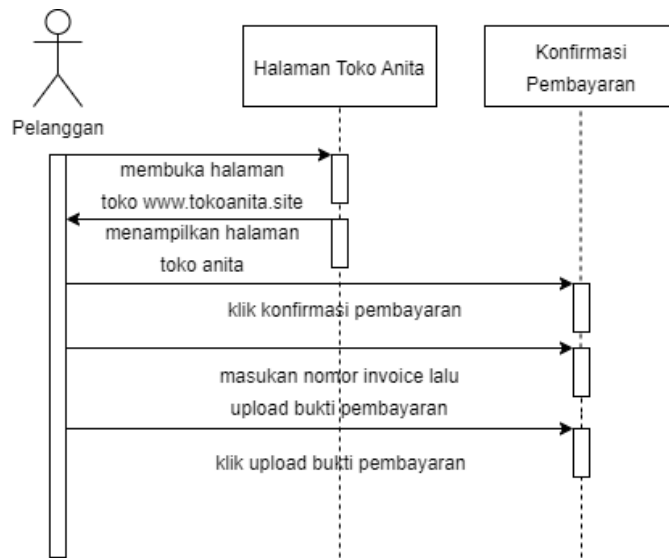 Halaman Toko Anita
Konfirmasi
Pembayaran
Pelanggan
membuka halaman
toko www.tokoanita.site
menampilkan halaman
toko anita
klik konfirmasi pembayaran
masukan nomor invoice lalu
upload bukti pembayaran
klik upload bukti pembayaran